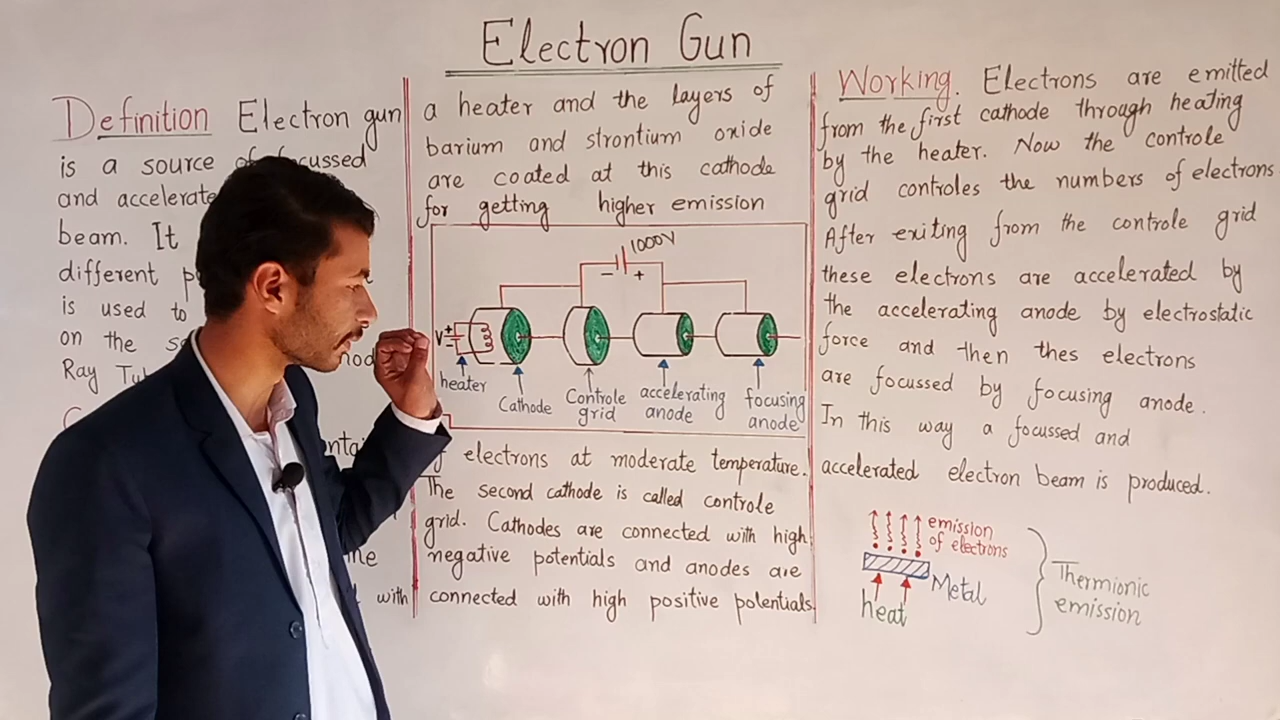 Electron Gun
Definition Electron gun
is a source of focussed
and accelerate
beam. It
different p
is used to
on the
Ray Tu
a heater and the layers of
barium and strontium oxide
are coated at this cathode
for getting higher emission
1000V
− +
V + −
heater
Cathode
Controle
grid
accelerating
anode
focusing
anode
electrons at moderate temperature.
The second cathode is called controle
grid. Cathodes are connected with high
negative potentials and anodes are
with connected with high positive potentials
Working. Electrons are emitted
from the first cathode through heating
by the heater. Now the controle
grid controles the numbers of electrons
After exiting from the controle grid
these electrons are accelerated by
the accelerating anode by electrostatic
force and then thes electrons
are focussed by focusing anode.
In this way a focussed and
accelerated electron beam is produced.
emission
of electrons
Metal
heat
Thermionic
emission